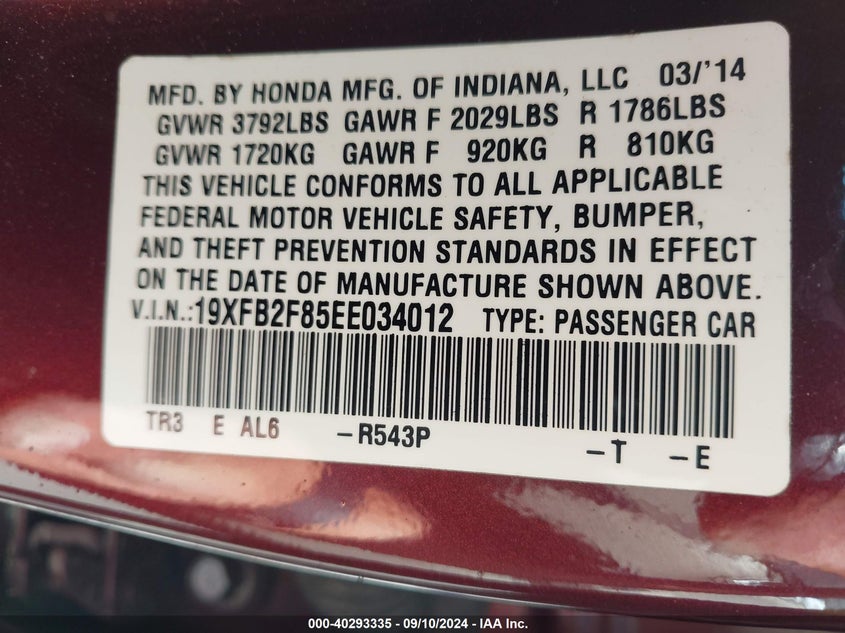 MFD. BY HONDA MFG. OF INDIANA, LLC 03/'14
GVWR 3792LBS GAWR F 2029LBS R 1786LBS
GVWR 1720KG GAWR F 920KG R 810KG
THIS VEHICLE CONFORMS TO ALL APPLICABLE
FEDERAL MOTOR VEHICLE SAFETY, BUMPER,
AND THEFT PREVENTION STANDARDS IN EFFECT
ON THE DATE OF MANUFACTURE SHOWN ABOVE.
V.I.N.:19XFB2F85EE034012 TYPE: PASSENGER CAR
TR3 E AL6 –R543P –T –E
000-40293335 - 09/10/2024 - IAA Inc.